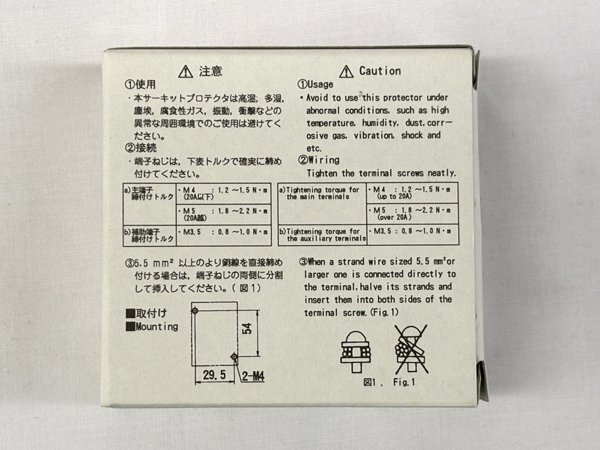 ⚠ 注意
①使用
・本サーキットプロテクタは高温，多湿，
塵埃，腐食性ガス，振動，衝撃などの
異常な周囲環境でのご使用は避けてく
ださい。
②接続
・端子ねじは，下表トルクで確実に締め
付けてください。
a)主端子 締付けトルク ・M4 (20A以下) : 1.2 ～1.5 N・m
・M5 (20A超) : 1.8 ～2.2 N・m
b)補助端子 締付けトルク ・M3.5 : 0.8 ～1.0 N・m
③5.5 mm² 以上のより銅線を直接締め
付ける場合は，端子ねじの両側に分割
して挿入してください。(図1)
■取付け
■Mounting
54
29.5
2-M4
⚠ Caution
①Usage
・Avoid to use this protector under
abnormal conditions, such as high
temperature, humidity, dust, corr-
osive gas, vibration, shock and
etc.
②Wiring
Tighten the terminal screws neatly.
a)Tightening torque for the main terminals ・M4 (up to 20A) : 1.2 ～1.5 N・m
・M5 (over 20A) : 1.8 ～2.2 N・m
b)Tightening torque for the auxiliary terminals ・M3.5 : 0.8 ～1.0 N・m
③When a strand wire sized 5.5 mm²or
larger one is connected directly to
the terminal, halve its strands and
insert them into both sides of the
terminal screw. (Fig.1)
図1. Fig.1